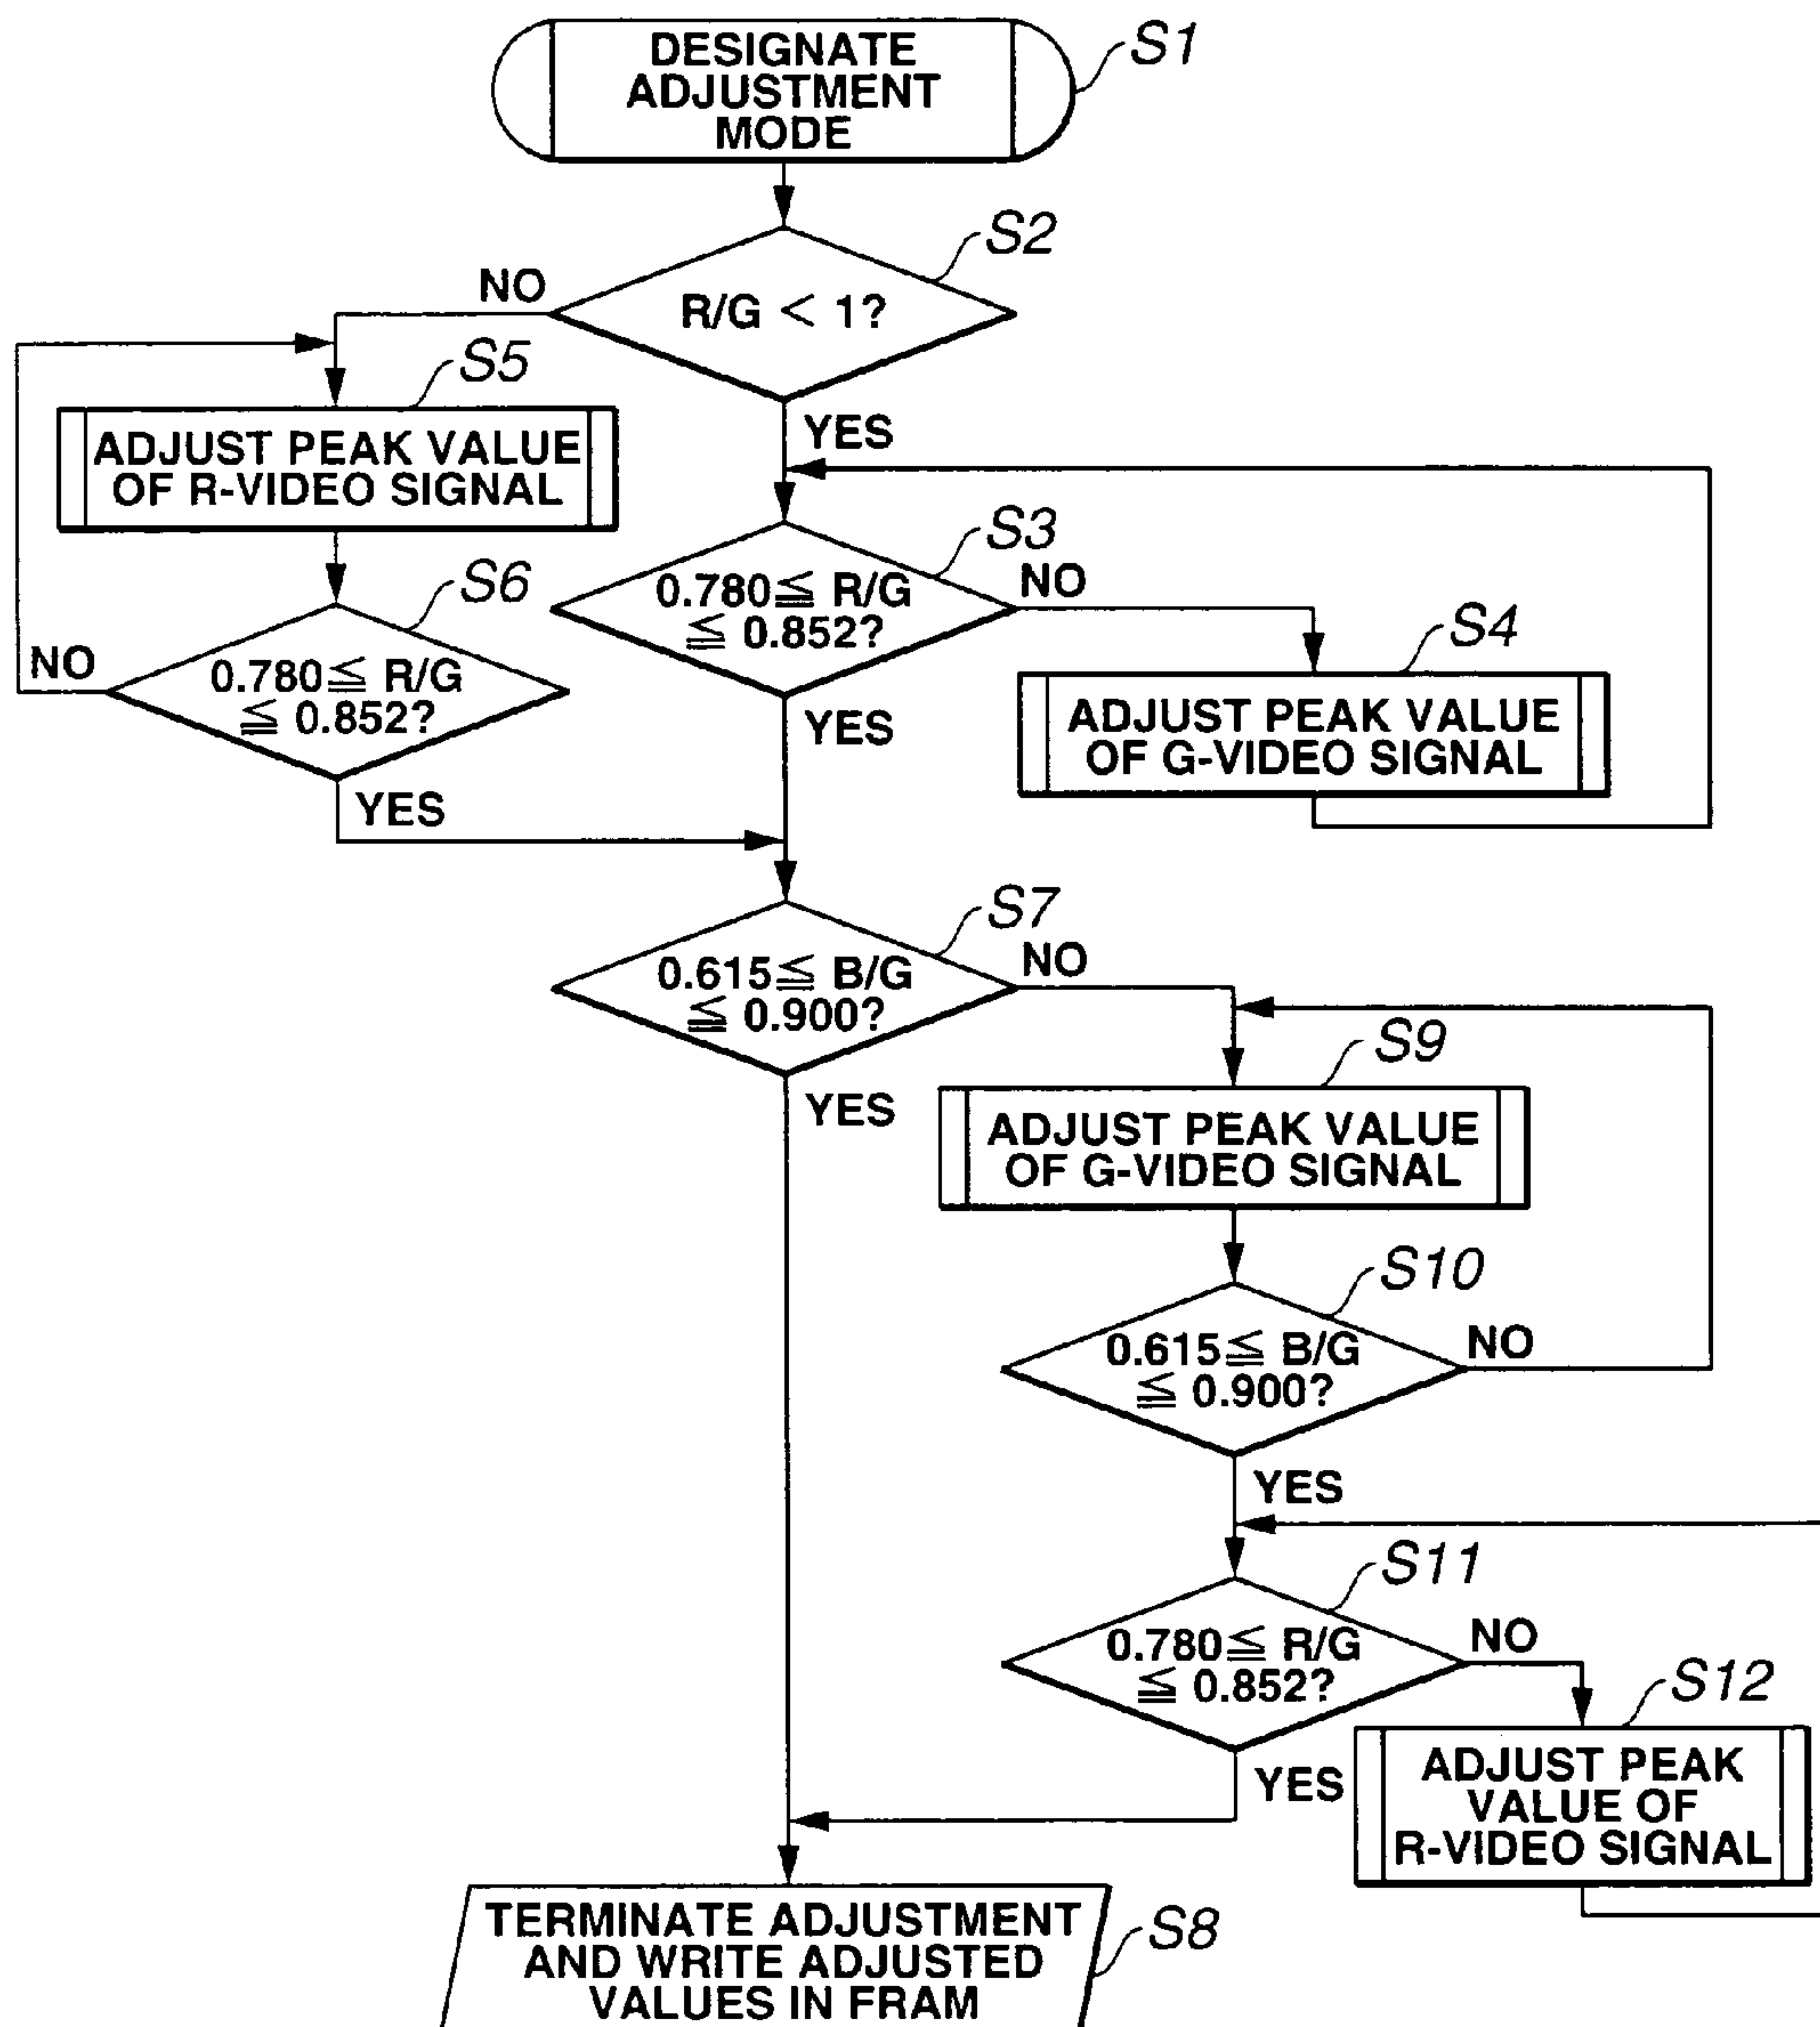 DESIGNATE
ADJUSTMENT
MODE
S1
S2
R/G < 1?
NO
YES
S5
ADJUST PEAK VALUE
OF R-VIDEO SIGNAL
S3
0.780≦ R/G
≦ 0.852?
NO
YES
S6
0.780≦ R/G
≦ 0.852?
NO
YES
S4
ADJUST PEAK VALUE
OF G-VIDEO SIGNAL
S7
0.615≦ B/G
≦ 0.900?
NO
YES
S9
ADJUST PEAK VALUE
OF G-VIDEO SIGNAL
S10
0.615≦ B/G
≦ 0.900?
NO
YES
S11
0.780≦ R/G
≦ 0.852?
NO
YES
S12
ADJUST PEAK
VALUE OF
R-VIDEO SIGNAL
TERMINATE ADJUSTMENT
AND WRITE ADJUSTED
VALUES IN FRAM
S8